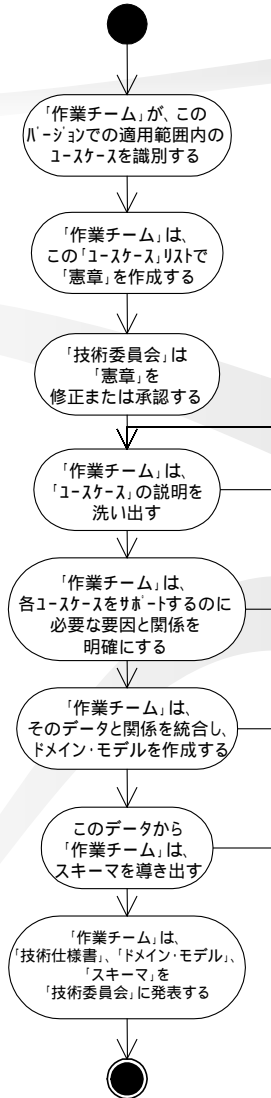 「作業チーム」が、この
ﾊﾞｰｼﾞｮﾝでの適用範囲内の
ﾕｰｽｹｰｽを識別する
「作業チーム」は、
この「ﾕｰｽｹｰｽ」ﾘｽﾄで
「憲章」を作成する
「技術委員会」は
「憲章」を
修正または承認する
「作業チーム」は、
「ﾕｰｽｹｰｽ」の説明を
洗い出す
「作業チーム」は、
各ﾕｰｽｹｰｽをｻﾎﾟｰﾄするのに
必要な要因と関係を
明確にする
「作業チーム」は、
そのデータと関係を統合し、
ドメイン・モデルを作成する
このデータから
「作業チーム」は、
スキーマを導き出す
「作業チーム」は、
「技術仕様書」、「ドメイン・モデル」、
「スキーマ」を
「技術委員会」に発表する